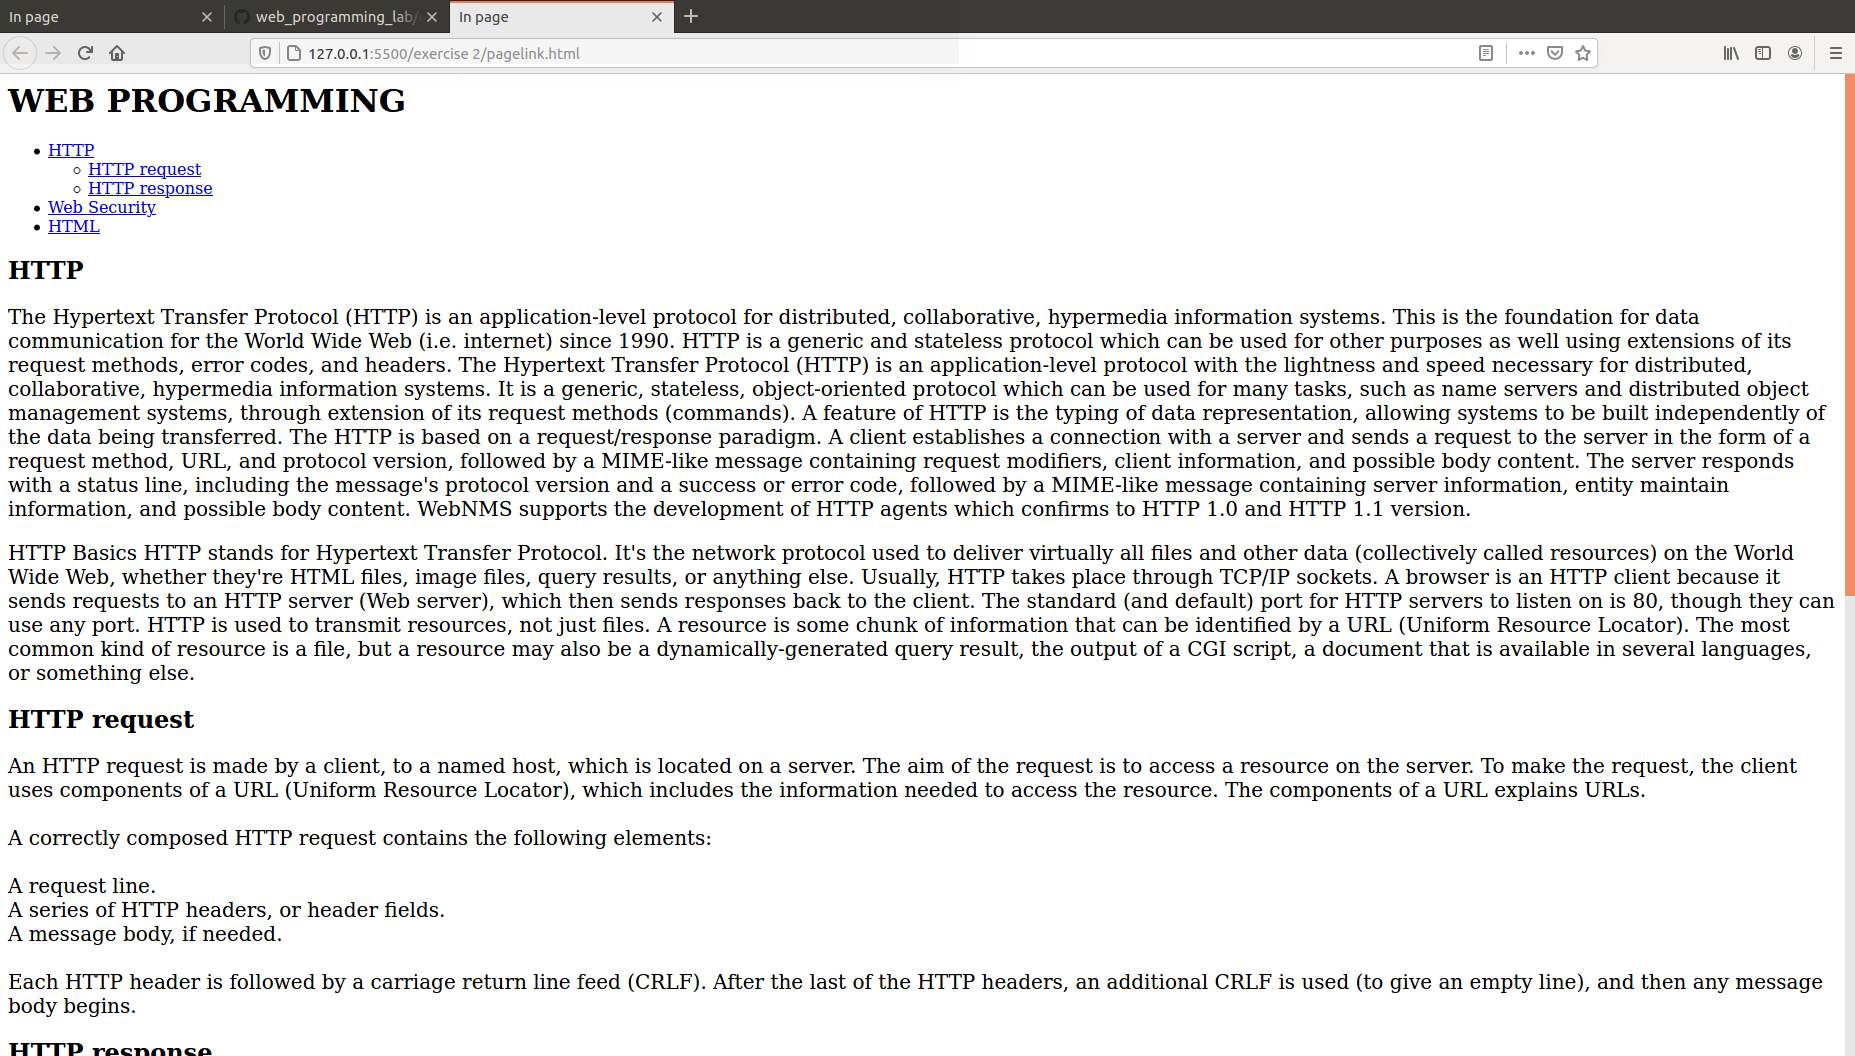 In page
web_programming_lab/
In page
127.0.0.1:5500/exercise 2/pagelink.html
WEB PROGRAMMING
HTTP
HTTP request
HTTP response
Web Security
HTML
HTTP
The Hypertext Transfer Protocol (HTTP) is an application-level protocol for distributed, collaborative, hypermedia information systems. This is the foundation for data
communication for the World Wide Web (i.e. internet) since 1990. HTTP is a generic and stateless protocol which can be used for other purposes as well using extensions of its
request methods, error codes, and headers. The Hypertext Transfer Protocol (HTTP) is an application-level protocol with the lightness and speed necessary for distributed,
collaborative, hypermedia information systems. It is a generic, stateless, object-oriented protocol which can be used for many tasks, such as name servers and distributed object
management systems, through extension of its request methods (commands). A feature of HTTP is the typing of data representation, allowing systems to be built independently of
the data being transferred. The HTTP is based on a request/response paradigm. A client establishes a connection with a server and sends a request to the server in the form of a
request method, URL, and protocol version, followed by a MIME-like message containing request modifiers, client information, and possible body content. The server responds
with a status line, including the message's protocol version and a success or error code, followed by a MIME-like message containing server information, entity maintain
information, and possible body content. WebNMS supports the development of HTTP agents which confirms to HTTP 1.0 and HTTP 1.1 version.
HTTP Basics HTTP stands for Hypertext Transfer Protocol. It's the network protocol used to deliver virtually all files and other data (collectively called resources) on the World
Wide Web, whether they're HTML files, image files, query results, or anything else. Usually, HTTP takes place through TCP/IP sockets. A browser is an HTTP client because it
sends requests to an HTTP server (Web server), which then sends responses back to the client. The standard (and default) port for HTTP servers to listen on is 80, though they can
use any port. HTTP is used to transmit resources, not just files. A resource is some chunk of information that can be identified by a URL (Uniform Resource Locator). The most
common kind of resource is a file, but a resource may also be a dynamically-generated query result, the output of a CGI script, a document that is available in several languages,
or something else.
HTTP request
An HTTP request is made by a client, to a named host, which is located on a server. The aim of the request is to access a resource on the server. To make the request, the client
uses components of a URL (Uniform Resource Locator), which includes the information needed to access the resource. The components of a URL explains URLs.
A correctly composed HTTP request contains the following elements:
A request line.
A series of HTTP headers, or header fields.
A message body, if needed.
Each HTTP header is followed by a carriage return line feed (CRLF). After the last of the HTTP headers, an additional CRLF is used (to give an empty line), and then any message
body begins.
HTTP response